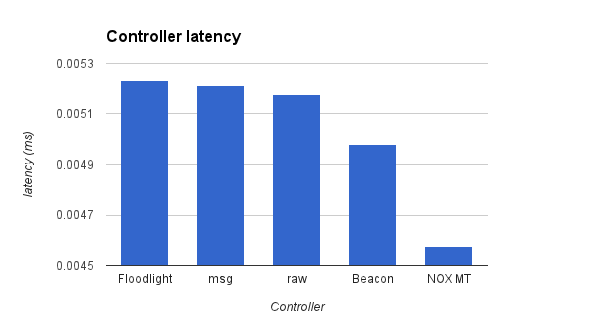 Controller latency
0.0053
0.0051
0.0049
0.0047
0.0045
latency (ms)
Floodlight msg raw Beacon NOX MT
Controller